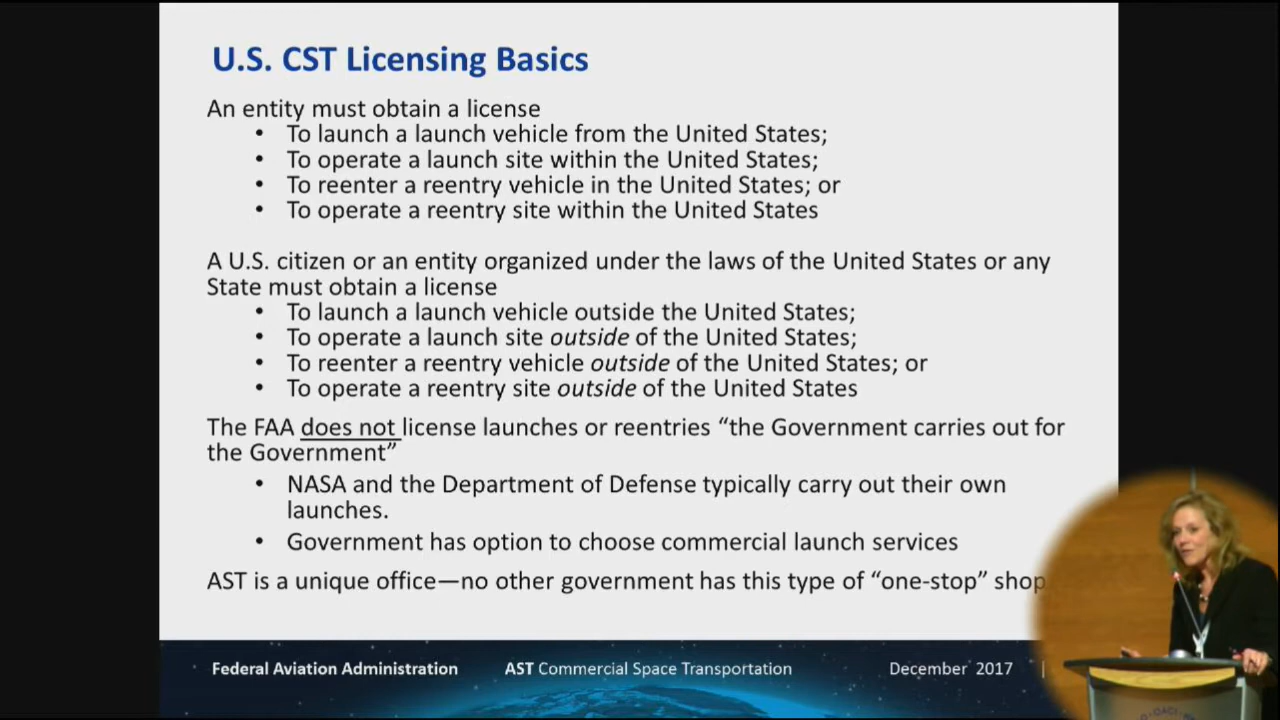 U.S. CST Licensing Basics
An entity must obtain a license
• To launch a launch vehicle from the United States;
• To operate a launch site within the United States;
• To reenter a reentry vehicle in the United States; or
• To operate a reentry site within the United States
A U.S. citizen or an entity organized under the laws of the United States or any
State must obtain a license
• To launch a launch vehicle outside the United States;
• To operate a launch site outside of the United States;
• To reenter a reentry vehicle outside of the United States; or
• To operate a reentry site outside of the United States
The FAA does not license launches or reentries “the Government carries out for
the Government”
• NASA and the Department of Defense typically carry out their own
launches.
• Government has option to choose commercial launch services
AST is a unique office—no other government has this type of “one-stop” shop
Federal Aviation Administration AST Commercial Space Transportation December 2017 |
OACI